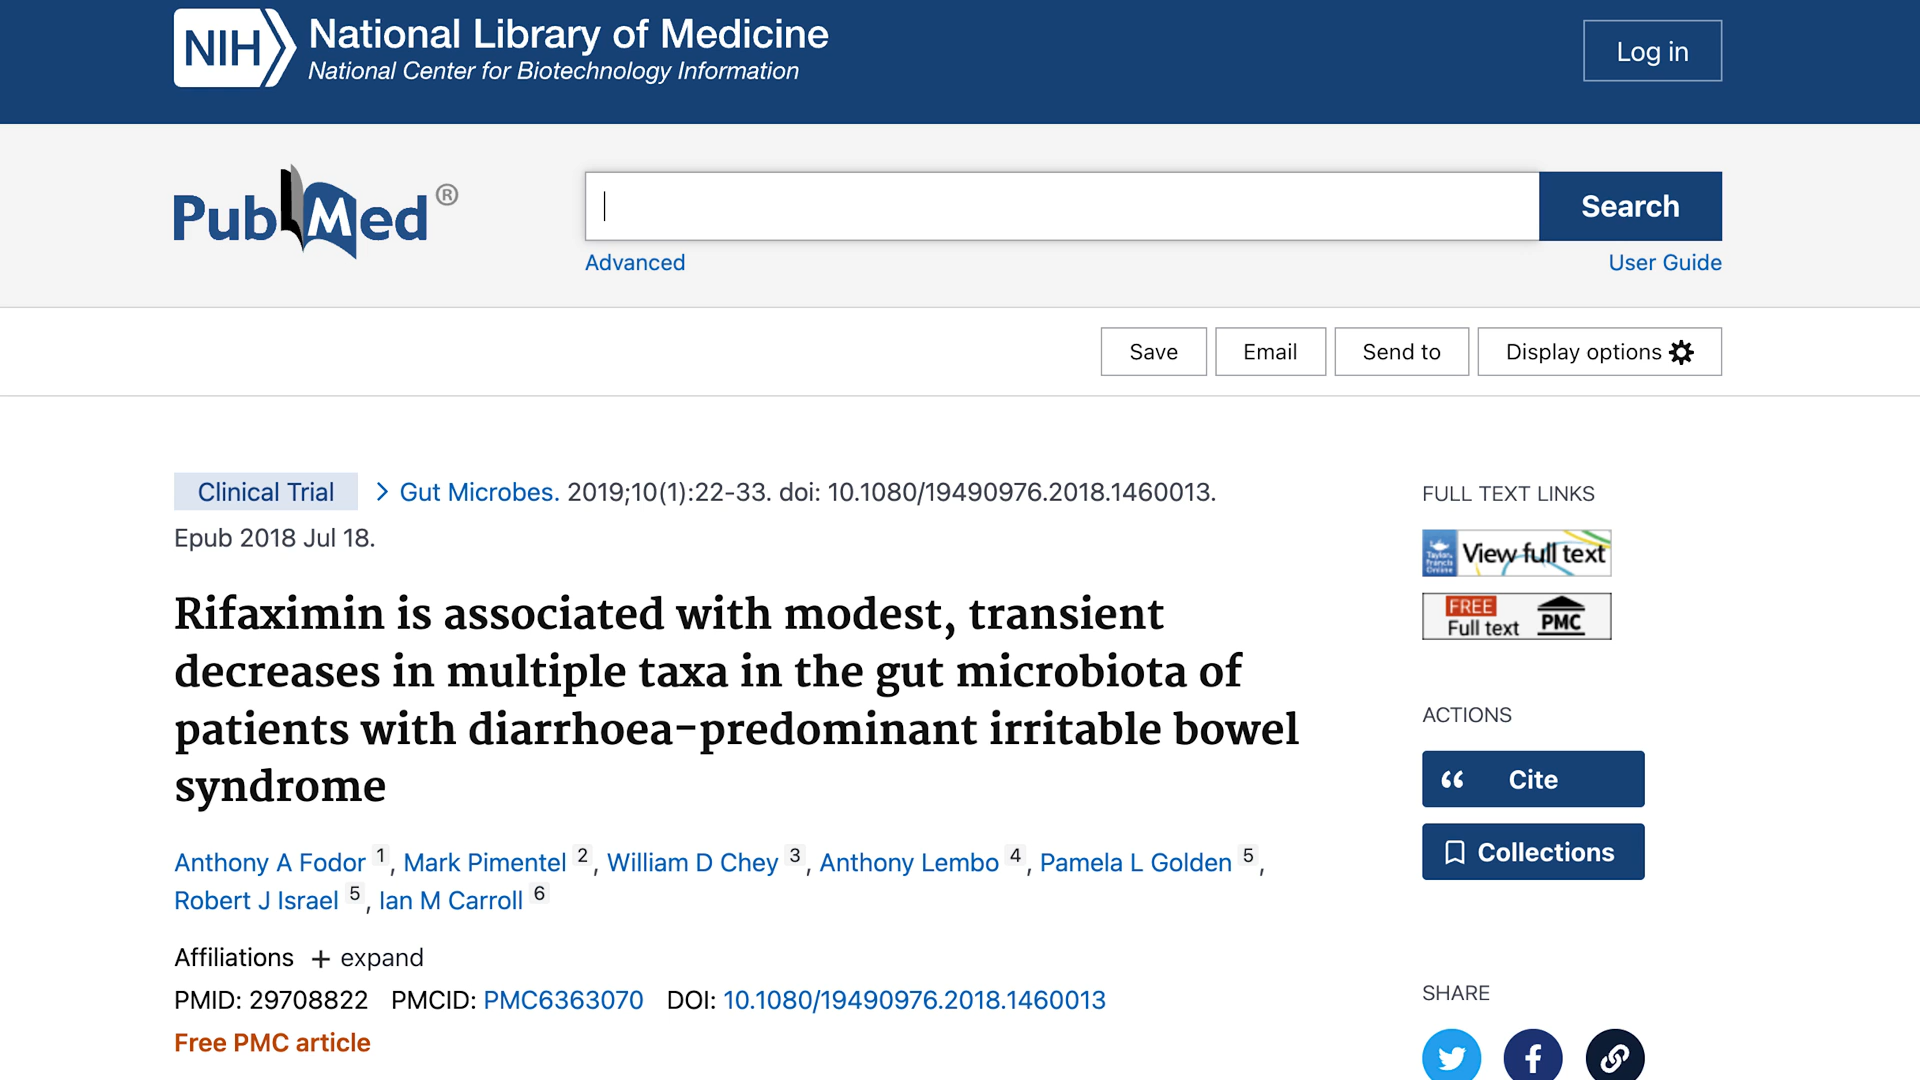 NIH National Library of Medicine
National Center for Biotechnology Information
Log in
PubMed®
Search
Advanced
User Guide
Save
Email
Send to
Display options
Clinical Trial
Gut Microbes. 2019;10(1):22-33. doi: 10.1080/19490976.2018.1460013.
Epub 2018 Jul 18.
Rifaximin is associated with modest, transient
decreases in multiple taxa in the gut microbiota of
patients with diarrhoea-predominant irritable bowel
syndrome
Anthony A Fodor 1, Mark Pimentel 2, William D Chey 3, Anthony Lembo 4, Pamela L Golden 5,
Robert J Israel 5, Ian M Carroll 6
Affiliations + expand
PMID: 29708822 PMCID: PMC6363070 DOI: 10.1080/19490976.2018.1460013
Free PMC article
FULL TEXT LINKS
Taylor & Francis Online View full text
FREE
Full text PMC
ACTIONS
Cite
Collections
SHARE